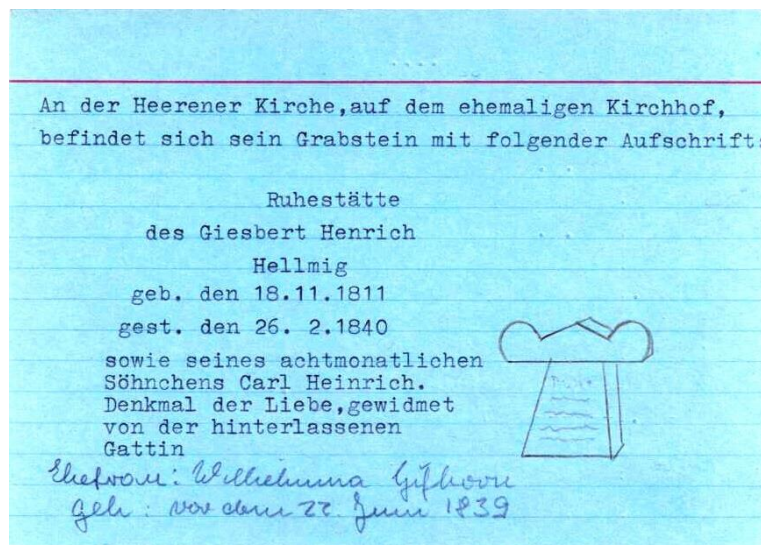 An der Heerener Kirche,auf dem ehemaligen Kirchhof,
befindet sich sein Grabstein mit folgender Aufschrift:
Ruhestätte
des Giesbert Henrich
Hellmig
geb. den 18.11.1811
gest. den 26. 2.1840
sowie seines achtmonatlichen
Söhnchens Carl Heinrich.
Denkmal der Liebe,gewidmet
von der hinterlassenen
Gattin
Ehefrau: Wilhelmina Gifhorn
geh: vor dem 22. Juni 1839